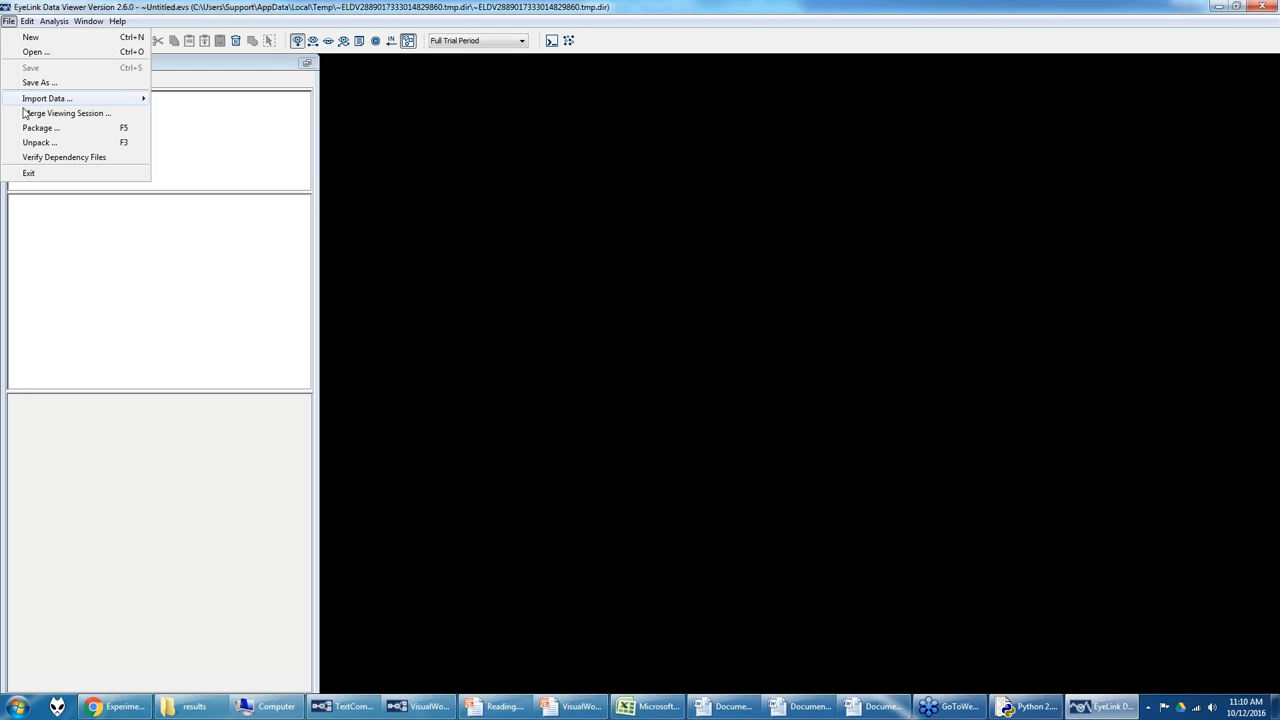 EyeLink Data Viewer Version 2.6.0 - ~Untitled.evs (C:\Users\Support\AppData\Local\Temp\~ELDV2889017333014829860.tmp.dir\~ELDV2889017333014829860.tmp.dir)
File Edit Analysis Window Help
New Ctrl+N
Full Trial Period
Open ... Ctrl+O
Save Ctrl+S
Save As ...
Import Data ...
erge Viewing Session ...
Package ... F5
Unpack ... F3
Verify Dependency Files
Exit
Experime... results Computer TextCom... VisualWo... Reading.... VisualWo... Microsoft... Docume... Documen... Docume... GoToWe... Python 2.... EyeLink D... 11:10 AM
10/12/2016